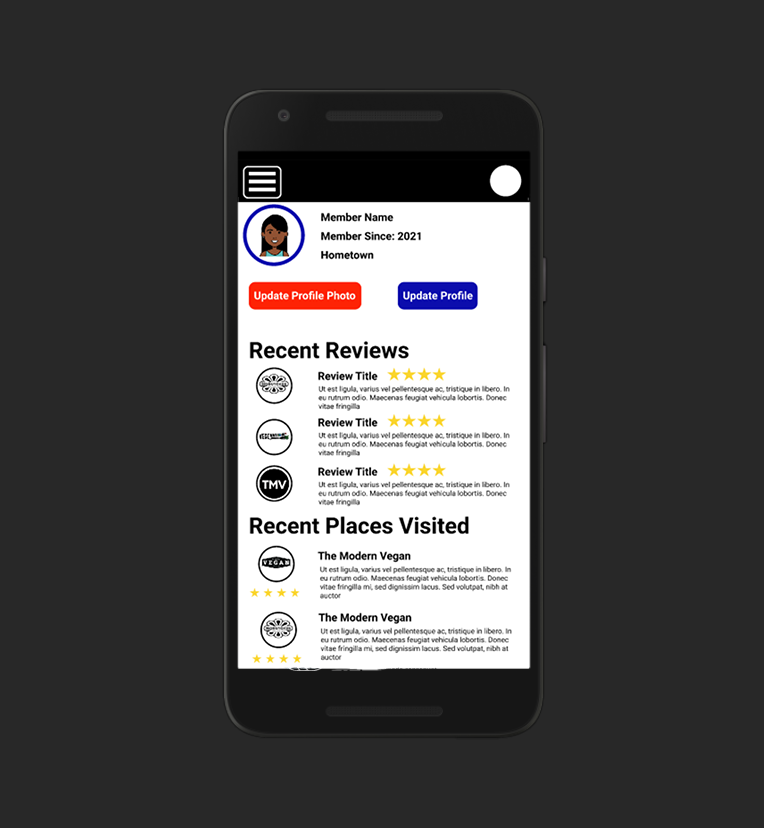 Member Name
Member Since: 2021
Hometown
Update Profile Photo
Update Profile
Recent Reviews
Review Title
Ut est ligula, varius vel pellentesque ac, tristique in libero. In
eu rutrum odio. Maecenas feugiat vehicula lobortis. Donec
vitae fringilla
Review Title
Ut est ligula, varius vel pellentesque ac, tristique in libero. In
eu rutrum odio. Maecenas feugiat vehicula lobortis. Donec
vitae fringilla
TMV
Review Title
Ut est ligula, varius vel pellentesque ac, tristique in libero. In
eu rutrum odio. Maecenas feugiat vehicula lobortis. Donec
vitae fringilla
Recent Places Visited
VEGAN
The Modern Vegan
Ut est ligula, varius vel pellentesque ac, tristique in libero. In
eu rutrum odio. Maecenas feugiat vehicula lobortis. Donec
vitae fringilla mi, sed dignissim lacus. Sed volutpat, nibh at
auctor
The Modern Vegan
Ut est ligula, varius vel pellentesque ac, tristique in libero. In
eu rutrum odio. Maecenas feugiat vehicula lobortis. Donec
vitae fringilla mi, sed dignissim lacus. Sed volutpat, nibh at
auctor